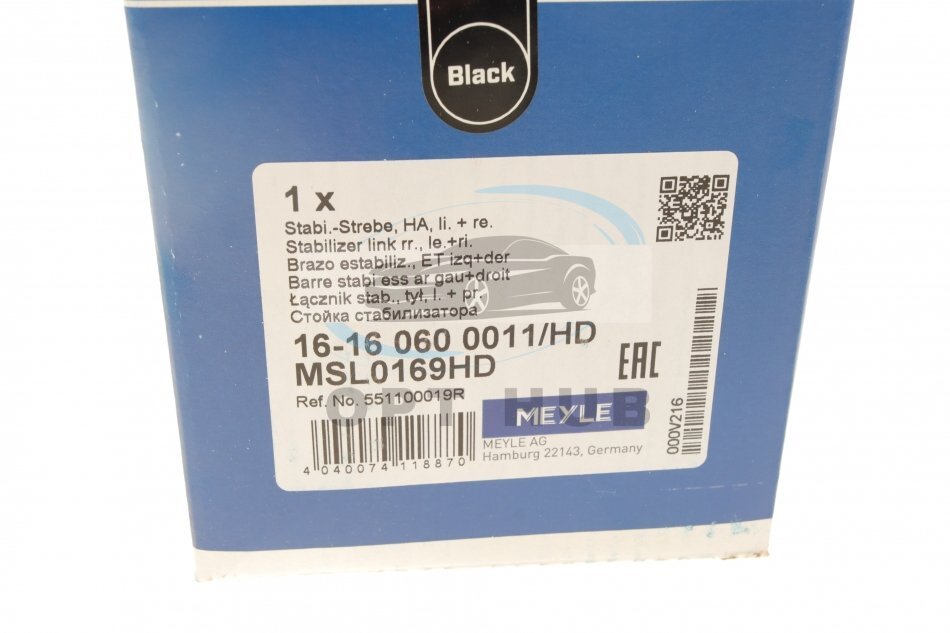 Black
1 x
Stabi.-Strebe, HA, li. + re.
Stabilizer link rr., le.+ri.
Brazo estabiliz., ET izq+der
Barre stabi ess ar gau+droit
Łącznik stab., tył, l. + pr.
Стойка стабилизатора
16-16 060 0011/HD
MSL0169HD
EAC
Ref. No. 551100019R
OPT HUB
MEYLE
MEYLE AG
Hamburg 22143, Germany
4 040074 118870
000V216